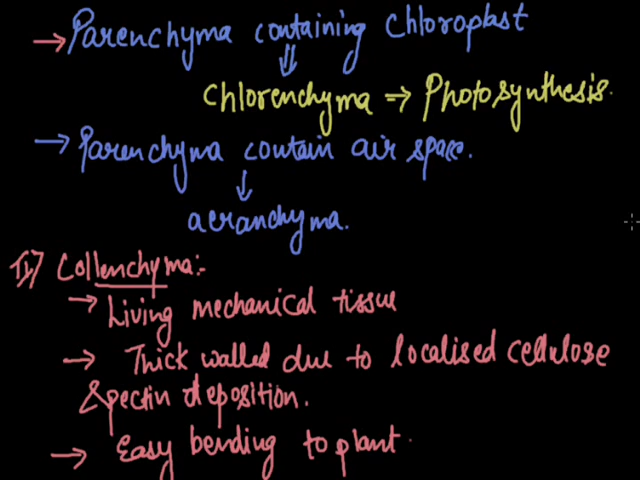 → Parenchyma containing chloroplast
⇓
Chlorenchyma ⇒ Photosynthesis.
→ Parenchyma contain air space.
↓
aeranchyma.
II) Collenchyma:-
→ Living mechanical tissue
→ Thick walled due to localised cellulose
& pectin deposition.
→ Easy bending to plant.